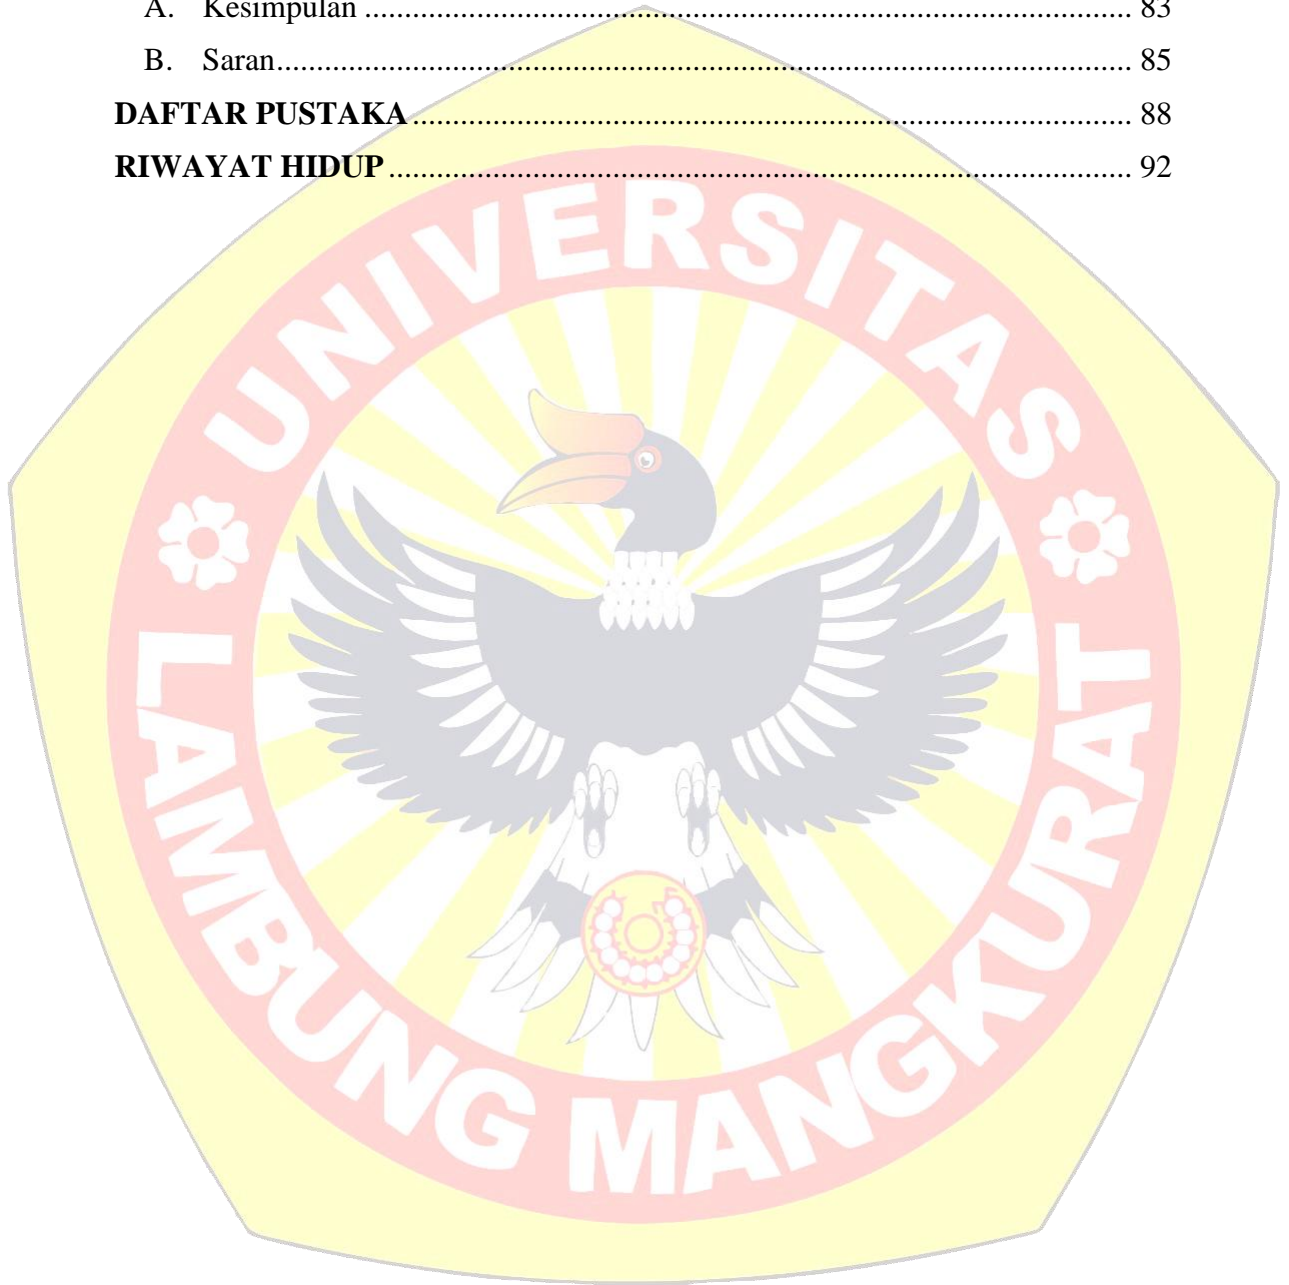 A. Kesimpulan ................................................................................................ 83
B. Saran........................................................................................................... 85
DAFTAR PUSTAKA.......................................................................................... 88
RIWAYAT HIDUP ............................................................................................. 92
UNIVERSITAS
LAMBUNG MANGKURAT